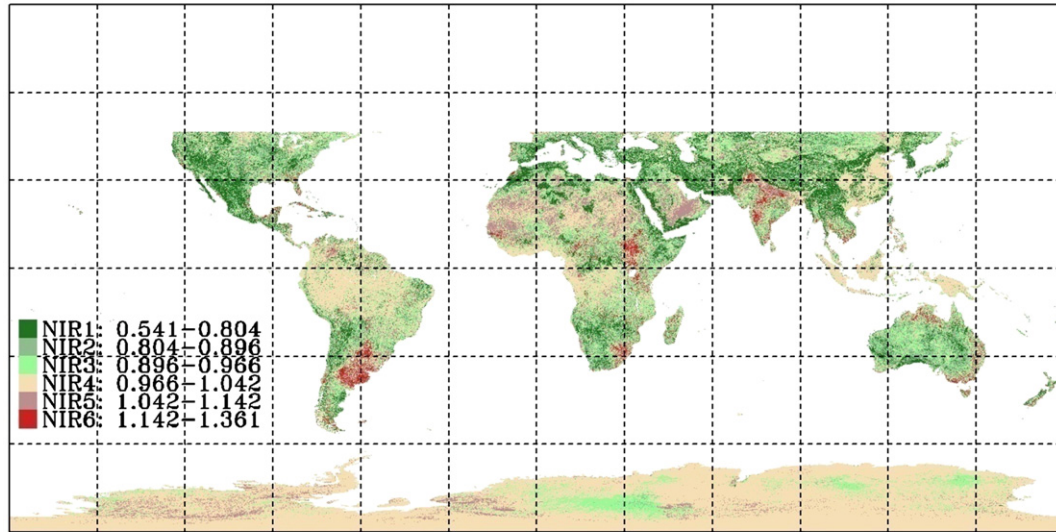 NIR1: 0.541-0.804
NIR2: 0.804-0.896
NIR3: 0.896-0.966
NIR4: 0.966-1.042
NIR5: 1.042-1.142
NIR6: 1.142-1.361